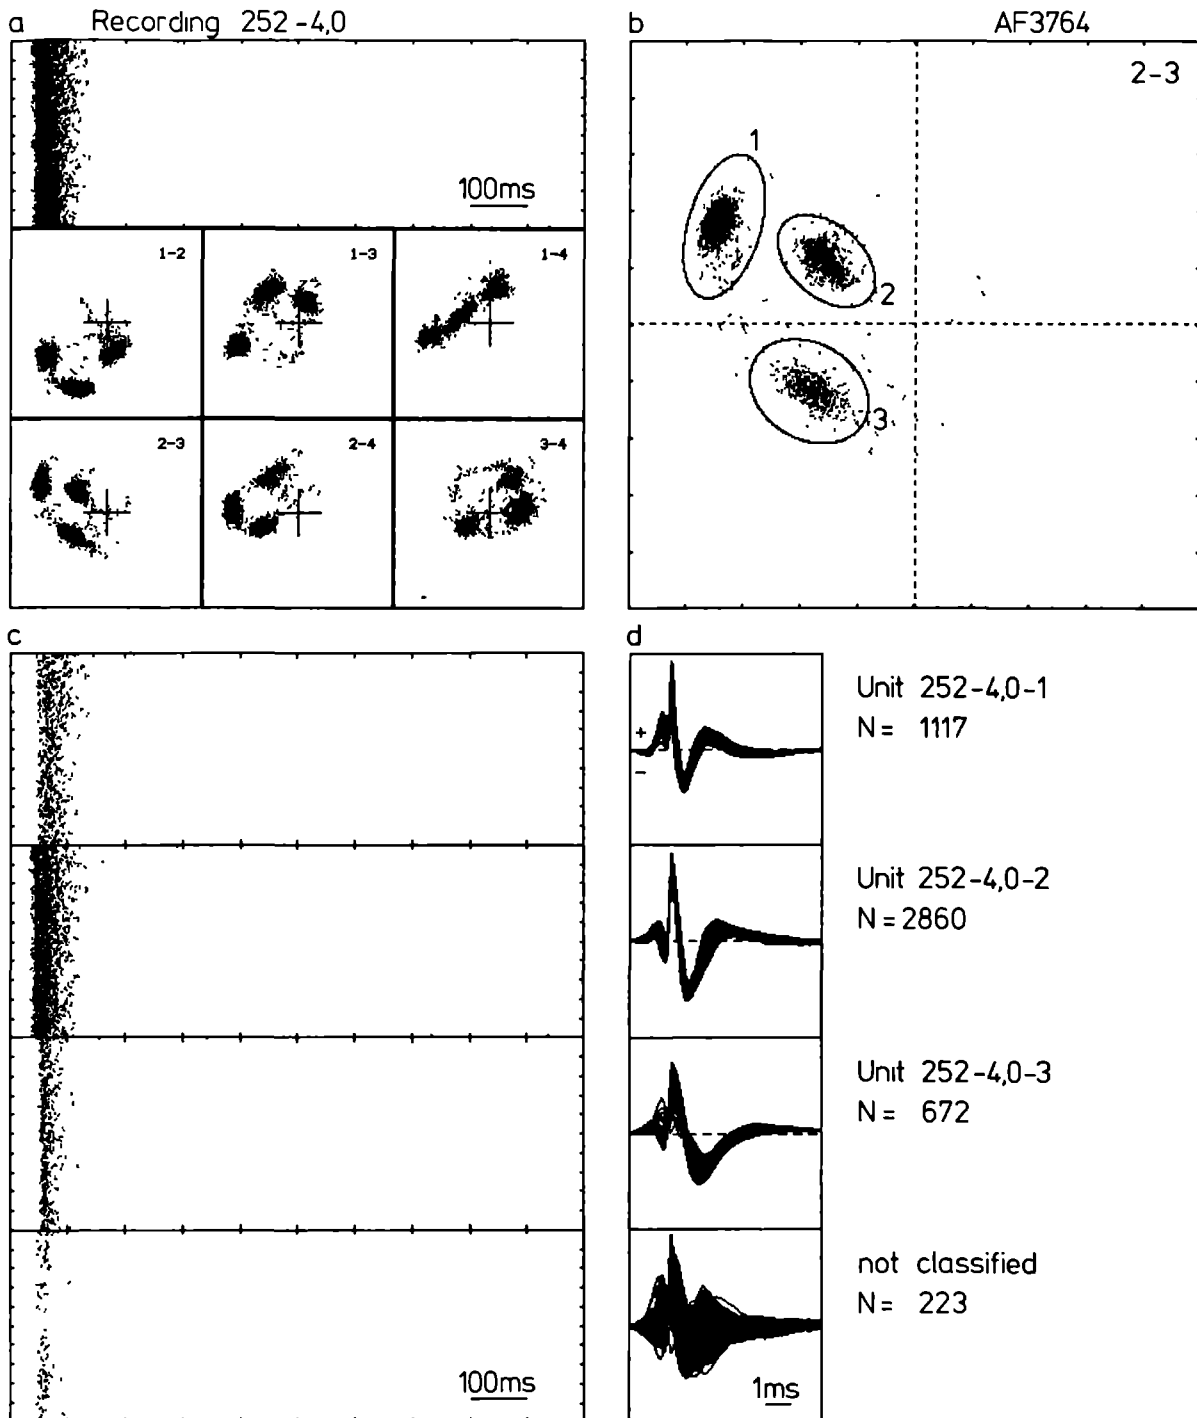 a Recording 252-4,0
100ms
1-2 1-3 1-4
2-3 2-4 3-4
b AF3764
2-3
1
2
3
c
100ms
d
+
−
Unit 252-4,0-1
N= 1117
Unit 252-4,0-2
N=2860
Unit 252-4,0-3
N= 672
not classified
N= 223
1ms